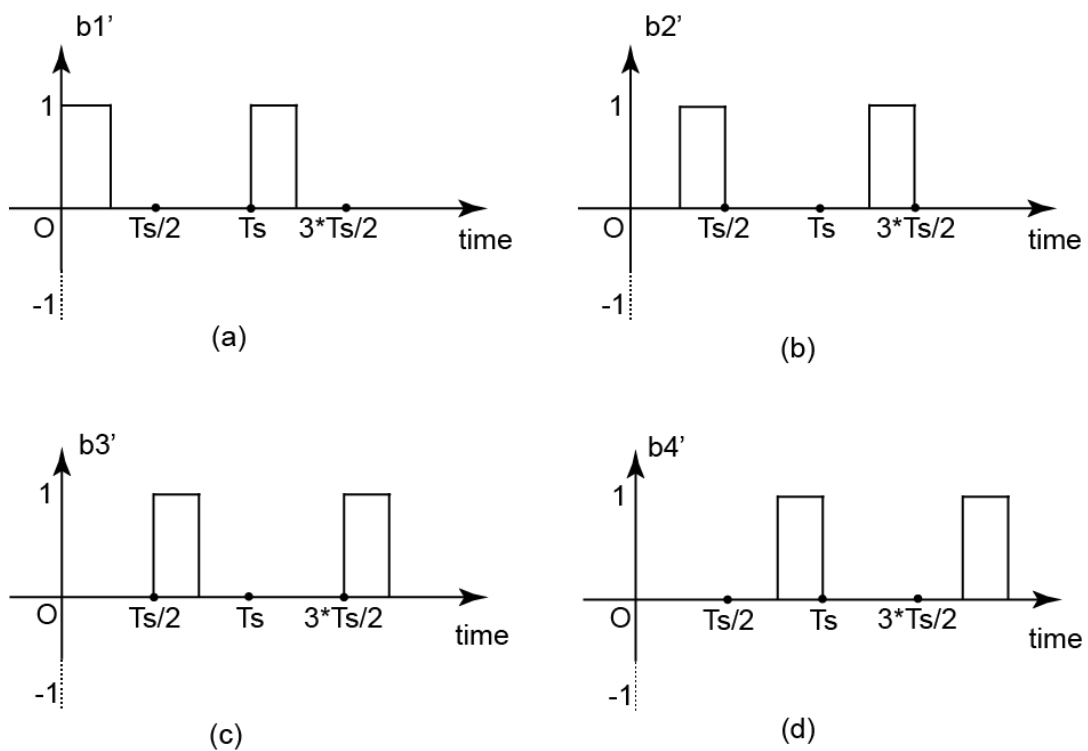 b1’
1
O
Ts/2
Ts
3*Ts/2
time
-1
(a)
b2’
1
O
Ts/2
Ts
3*Ts/2
time
-1
(b)
b3’
1
O
Ts/2
Ts
3*Ts/2
time
-1
(c)
b4’
1
O
Ts/2
Ts
3*Ts/2
time
-1
(d)